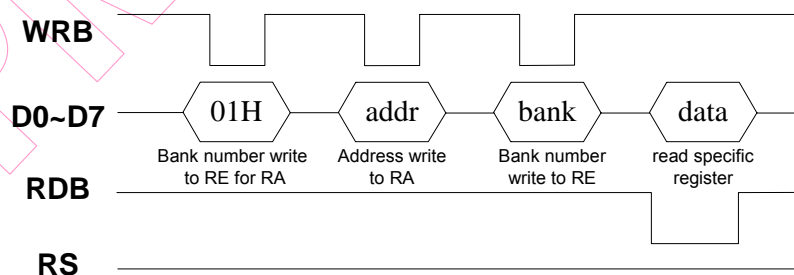 WRB
D0~D7
01H
addr
bank
data
Bank number write
to RE for RA
Address write
to RA
Bank number
write to RE
read specific
register
RDB
RS